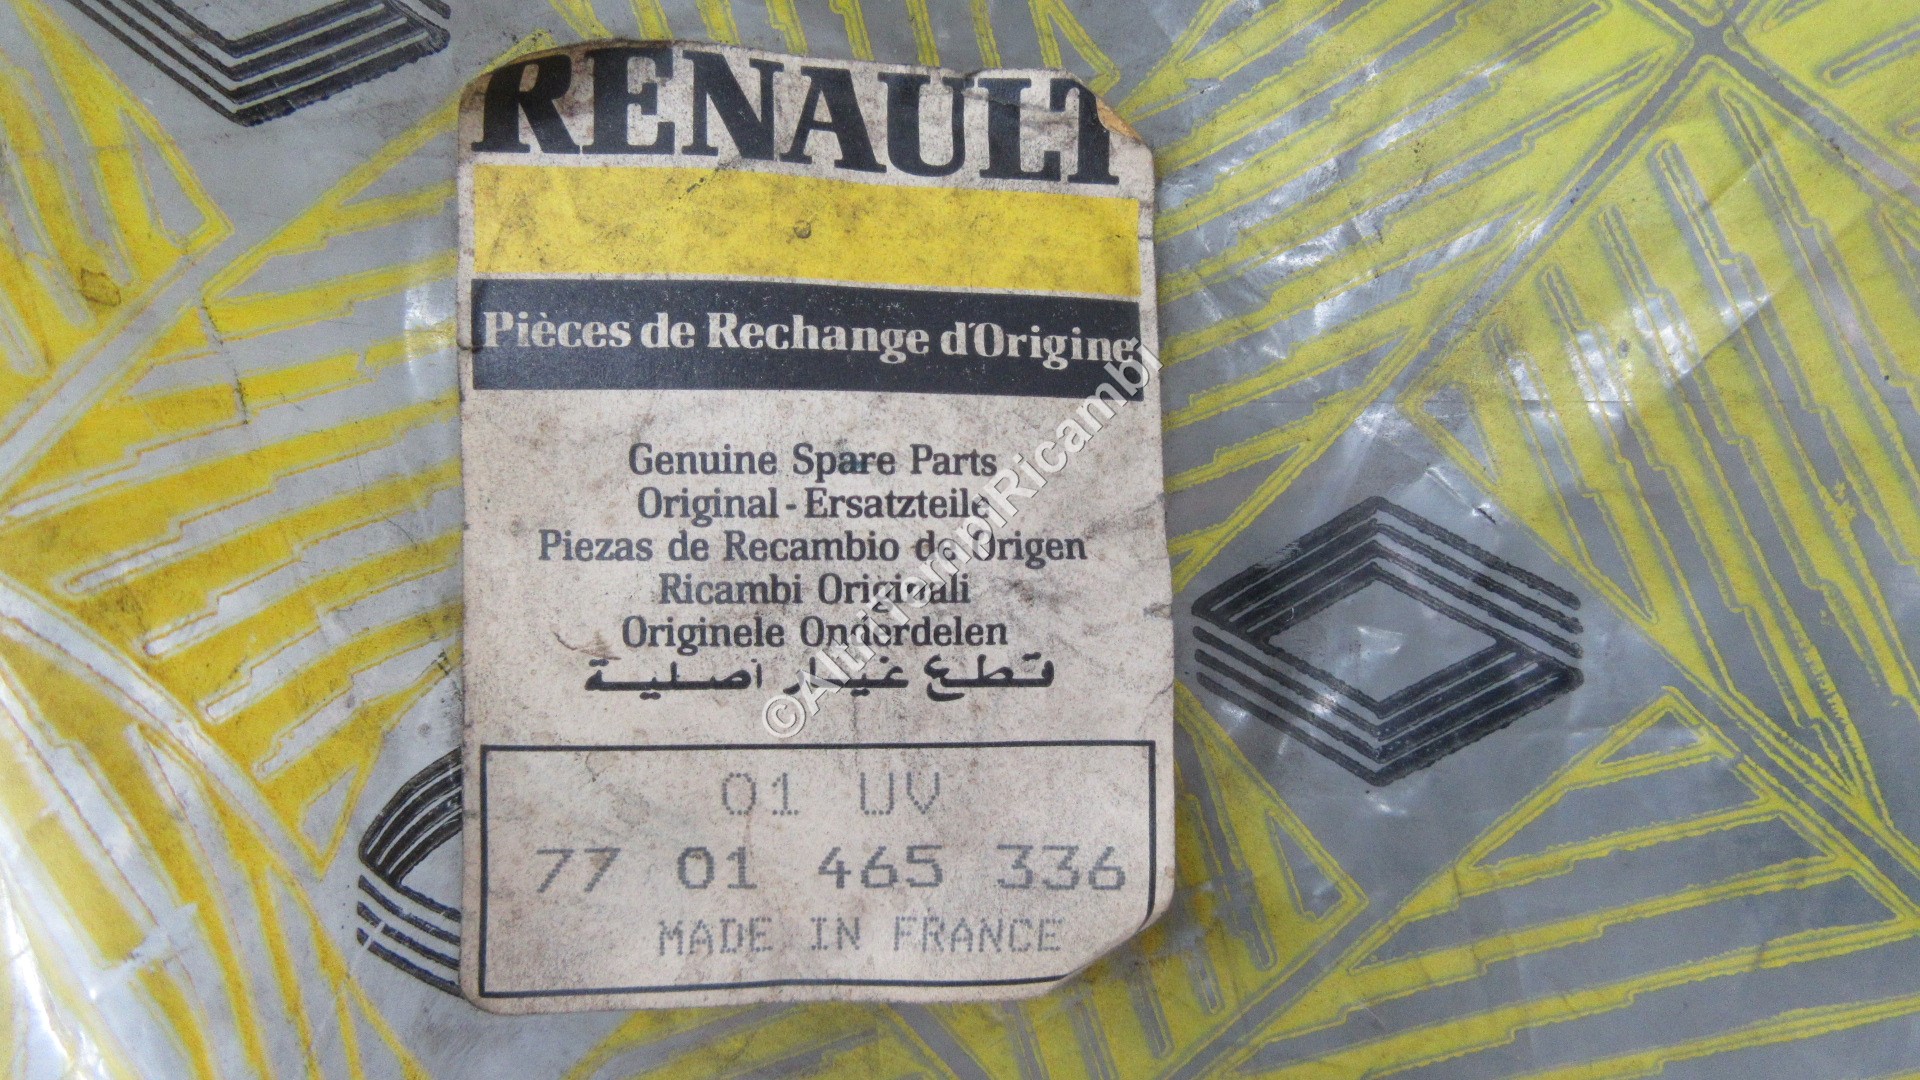 RENAULT
Pièces de Rechange d'Origine
Genuine Spare Parts
Original - Ersatzteile
Piezas de Recambio de Origen
Ricambi Originali
Originele Onderdelen
قطع غيار اصلية
01 UV
77 01 465 336
MADE IN FRANCE
©AltriTempiRicambi